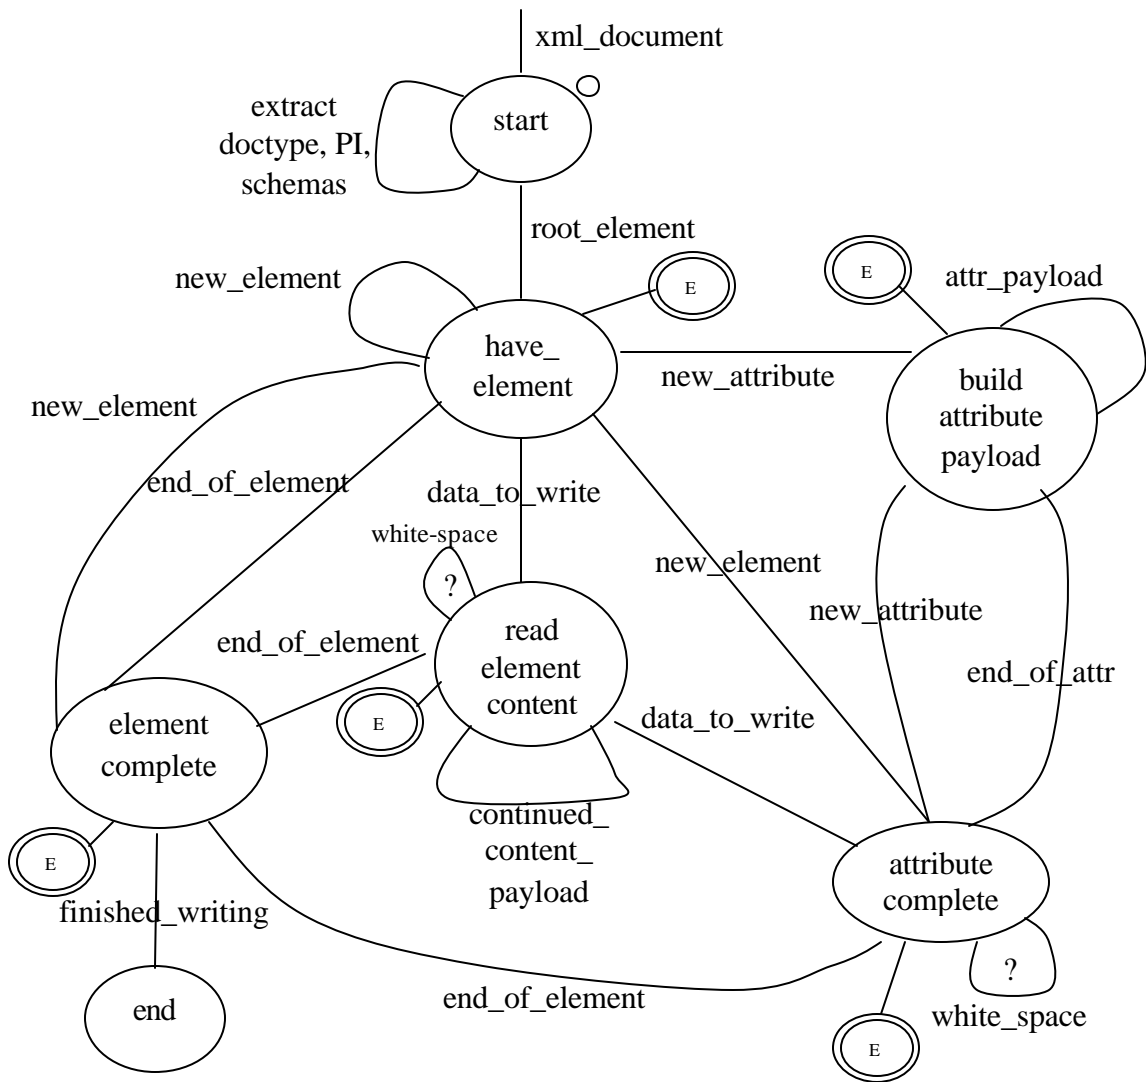 xml_document
extract
doctype, PI,
schemas
start
root_element
new_element
E
E
attr_payload
have_
element
new_attribute
build
attribute
payload
new_element
end_of_element
data_to_write
white-space
?
new_element
new_attribute
read
element
content
end_of_element
end_of_attr
E
data_to_write
element
complete
continued_
content_
payload
E
attribute
complete
finished_writing
end
end_of_element
?
white_space
E